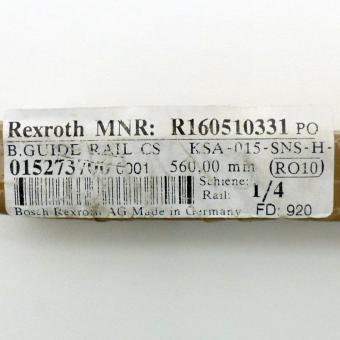 Rexroth MNR: R160510331 PO
B.GUIDE RAIL CS KSA-015-SNS-H-
560,00 mm (RO10)
Schiene:
Rail: 1/4
Bosch Rexroth AG Made in Germany FD: 920